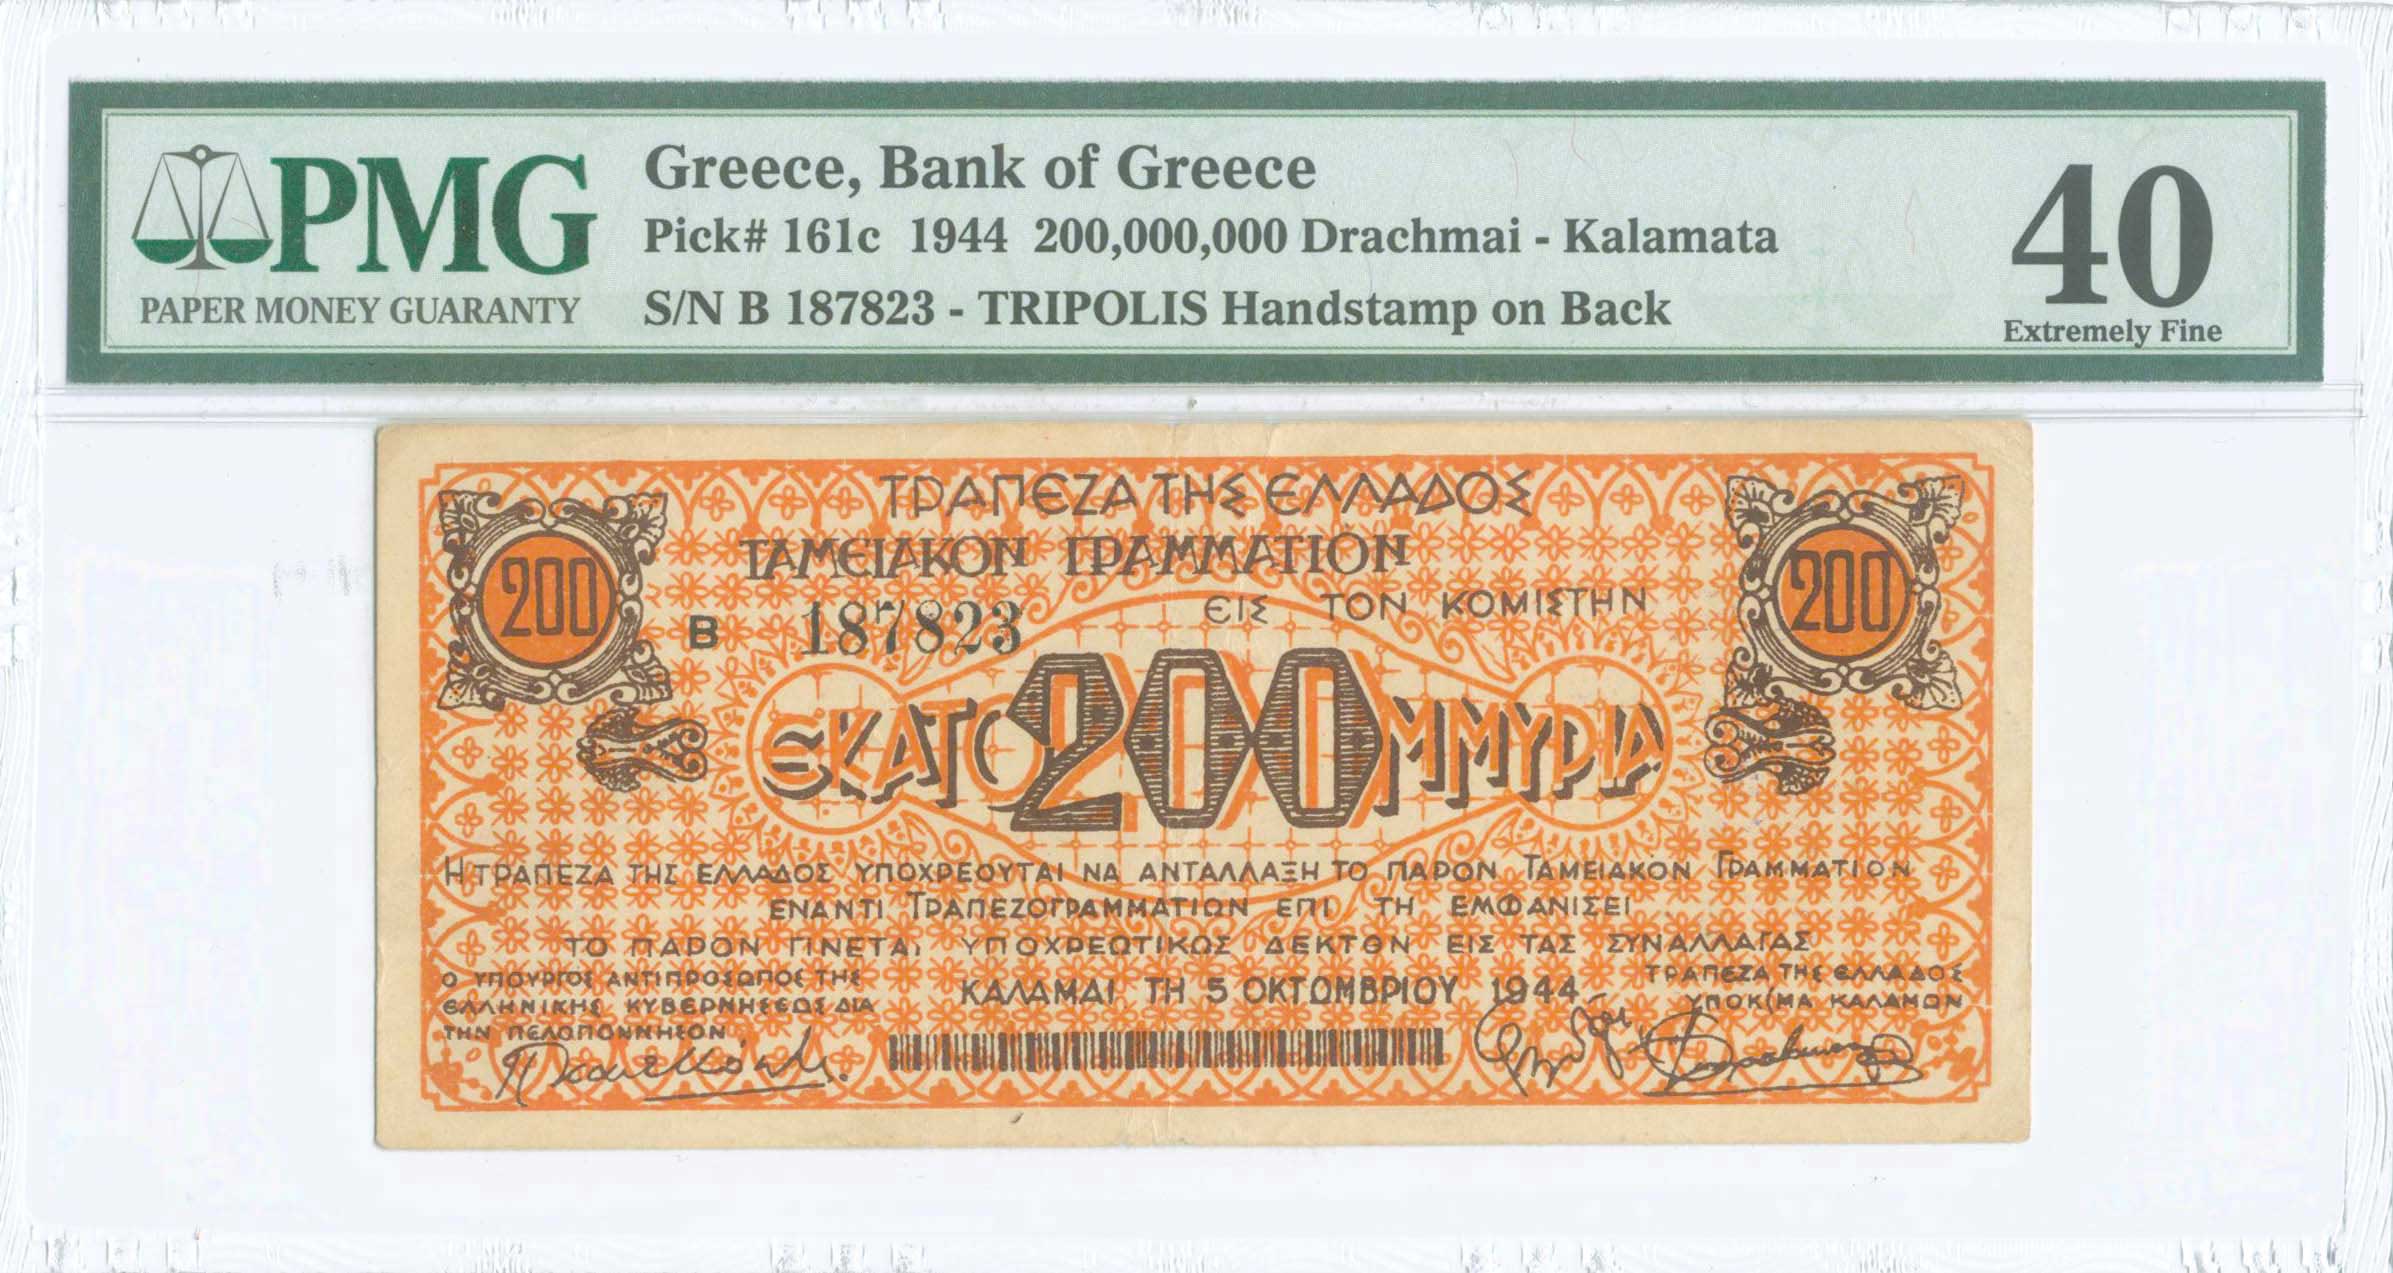 PMG
PAPER MONEY GUARANTY
Greece, Bank of Greece
Pick# 161c 1944 200,000,000 Drachmai - Kalamata
S/N B 187823 - TRIPOLIS Handstamp on Back
40
Extremely Fine
ΤΡΑΠΕΖΑ ΤΗΣ ΕΛΛΑΔΟΣ
ΤΑΜΕΙΑΚΟΝ ΓΡΑΜΜΑΤΙΟΝ
200
200
ΕΙΣ ΤΟΝ ΚΟΜΙΣΤΗΝ
Β 187823
ΕΚΑΤΟ200ΜΜΥΡΙΑ
Η ΤΡΑΠΕΖΑ ΤΗΣ ΕΛΛΑΔΟΣ ΥΠΟΧΡΕΟΥΤΑΙ ΝΑ ΑΝΤΑΛΛΑΞΗ ΤΟ ΠΑΡΟΝ ΤΑΜΕΙΑΚΟΝ ΓΡΑΜΜΑΤΙΟΝ
ΕΝΑΝΤΙ ΤΡΑΠΕΖΟΓΡΑΜΜΑΤΙΩΝ ΕΠΙ ΤΗ ΕΜΦΑΝΙΣΕΙ
ΤΟ ΠΑΡΟΝ ΓΙΝΕΤΑΙ ΥΠΟΧΡΕΩΤΙΚΩΣ ΔΕΚΤΟΝ ΕΙΣ ΤΑΣ ΣΥΝΑΛΛΑΓΑΣ
Ο ΥΠΟΥΡΓΟΣ ΑΝΤΙΠΡΟΣΩΠΟΣ ΤΗΣ
ΕΛΛΗΝΙΚΗΣ ΚΥΒΕΡΝΗΣΕΩΣ ΔΙΑ
ΤΗΝ ΠΕΛΟΠΟΝΝΗΣΟΝ
ΚΑΛΑΜΑΙ ΤΗ 5 ΟΚΤΩΜΒΡΙΟΥ 1944
ΤΡΑΠΕΖΑ ΤΗΣ ΕΛΛΑΔΟΣ
ΥΠΟΚ/ΜΑ ΚΑΛΑΜΩΝ